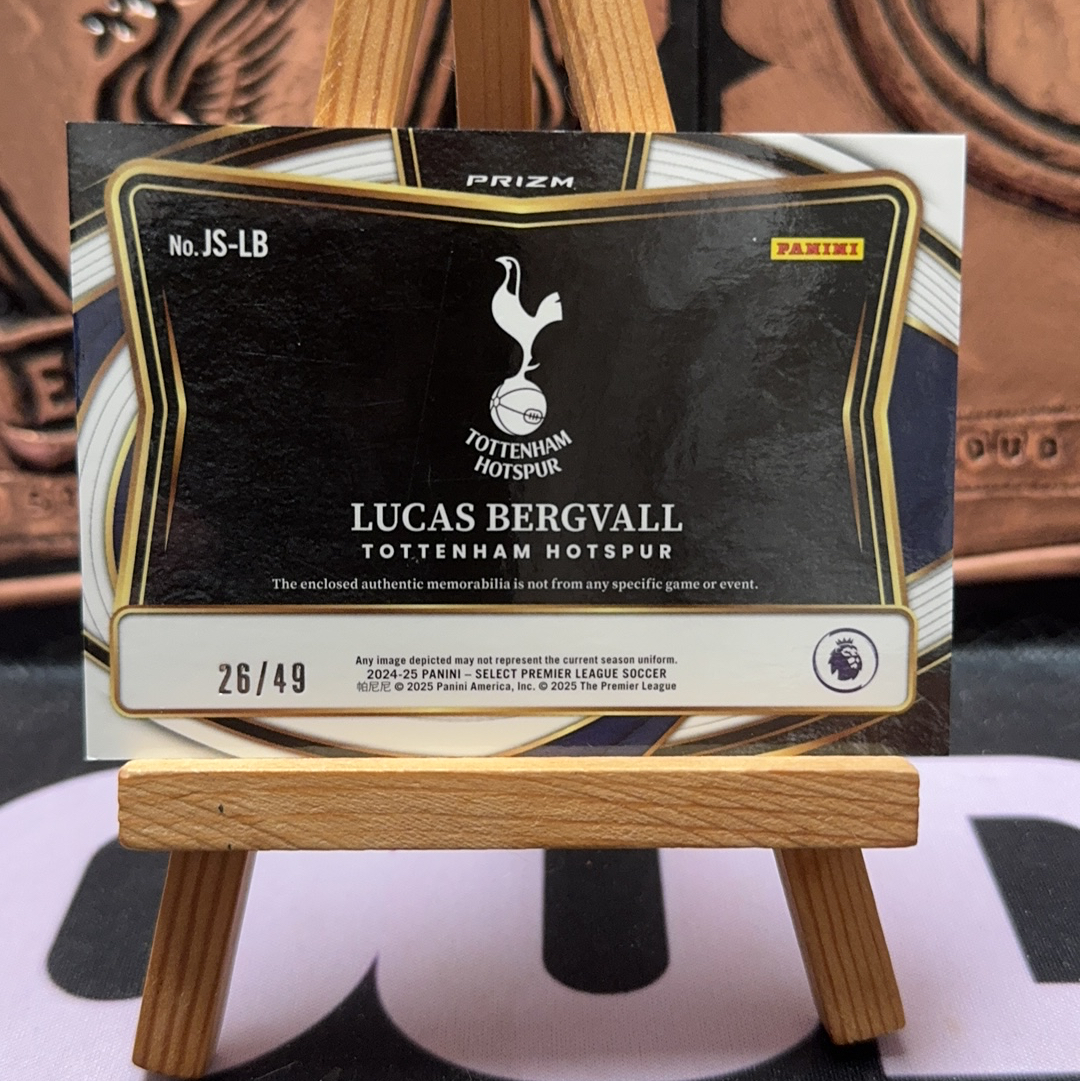 PRIZM
No. JS-LB
PANINI
TOTTENHAM
HOTSPUR
LUCAS BERGVALL
TOTTENHAM HOTSPUR
The enclosed authentic memorabilia is not from any specific game or event.
26/49
Any image depicted may not represent the current season uniform.
2024-25 PANINI – SELECT PREMIER LEAGUE SOCCER
帕尼尼 © 2025 Panini America, Inc. © 2025 The Premier League